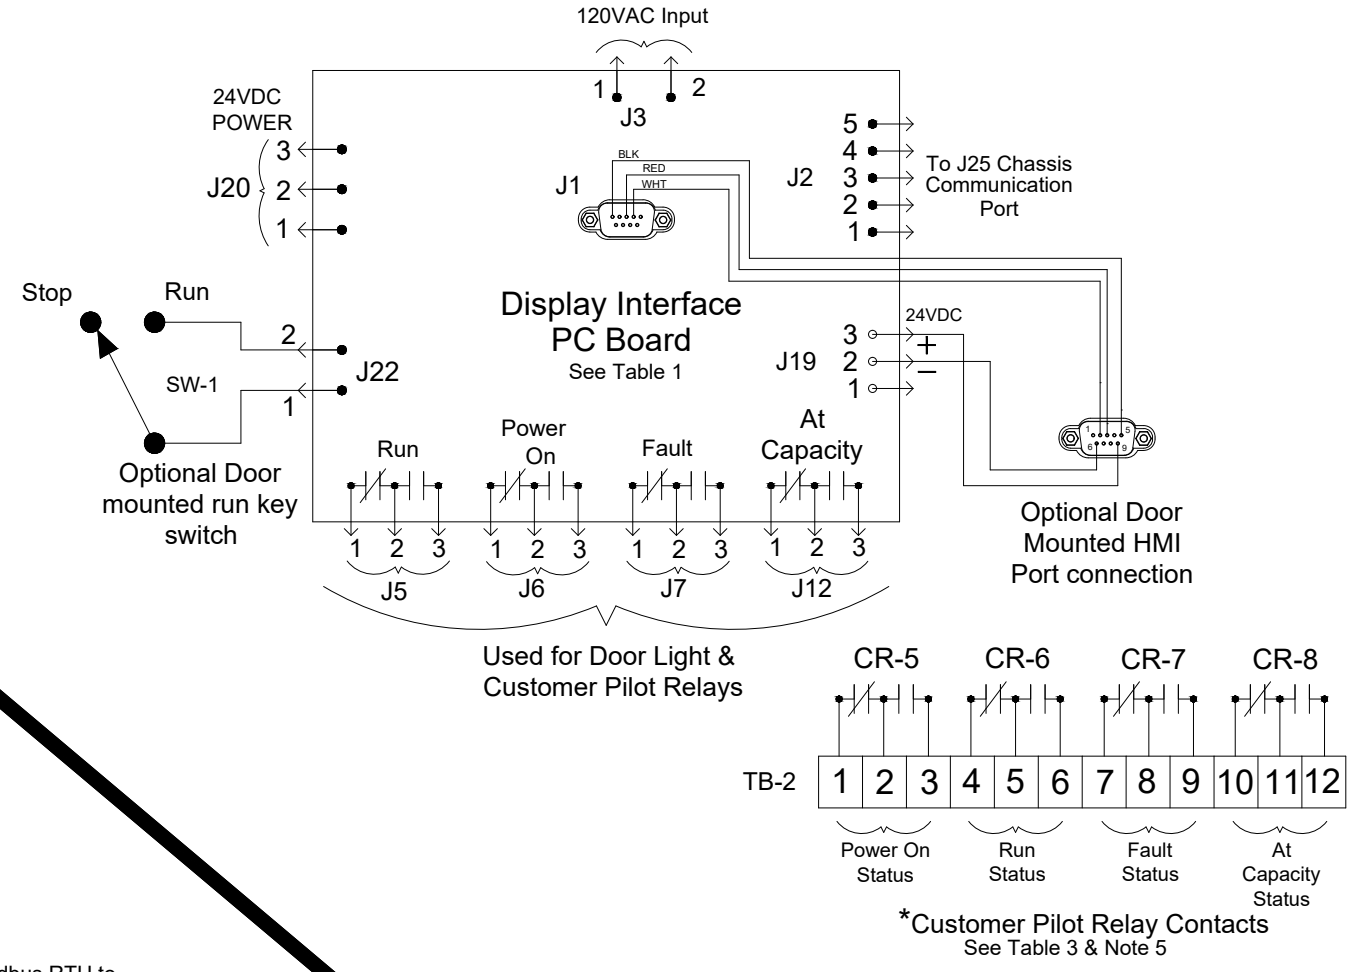 120VAC Input
1 2
J3
24VDC
POWER
3
J20 2
1
BLK
RED
WHT
J1
5
4
J2 3
2
1
To J25 Chassis
Communication
Port
Stop Run
SW-1
2
J22
1
Optional Door
mounted run key
switch
Display Interface
PC Board
See Table 1
24VDC
3
+
J19 2
−
1
1 5
6 9
Optional Door
Mounted HMI
Port connection
Run
Power
On
Fault
At
Capacity
1 2 3 1 2 3 1 2 3 1 2 3
J5 J6 J7 J12
Used for Door Light &
Customer Pilot Relays
CR-5 CR-6 CR-7 CR-8
TB-2 1 2 3 4 5 6 7 8 9 10 11 12
Power On
Status
Run
Status
Fault
Status
At
Capacity
Status
*Customer Pilot Relay Contacts
See Table 3 & Note 5